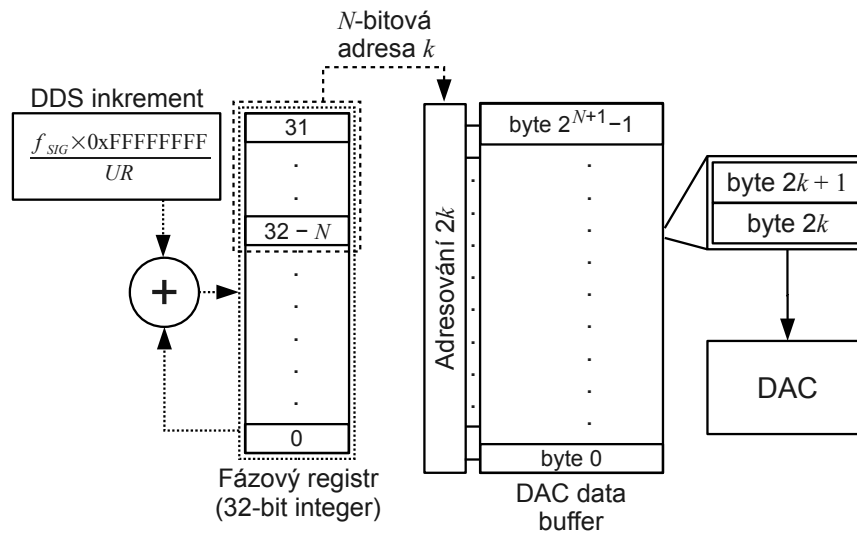 N-bitová
adresa k
DDS inkrement
f_SIG×0xFFFFFFFF
UR
31
.
.
32 − N
.
.
.
.
.
0
Fázový registr
(32-bit integer)
+
Adresování 2k
.
.
.
.
.
.
.
.
.
byte 2^{N+1}−1
.
.
.
.
.
.
.
.
byte 0
DAC data
buffer
byte 2k + 1
byte 2k
DAC